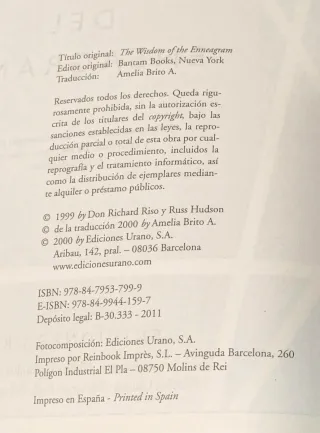 Título original: The Wisdom of the Enneagram
Editor original: Bantam Books, Nueva York
Traducción: Amelia Brito A.
Reservados todos los derechos. Queda rigu-
rosamente prohibida, sin la autorización es-
crita de los titulares del copyright, bajo las
sanciones establecidas en las leyes, la repro-
ducción parcial o total de esta obra por cual-
quier medio o procedimiento, incluidos la
reprografía y el tratamiento informático, así
como la distribución de ejemplares median-
te alquiler o préstamo públicos.
© 1999 by Don Richard Riso y Russ Hudson
© de la traducción 2000 by Amelia Brito A.
© 2000 by Ediciones Urano, S.A.
Aribau, 142, pral. – 08036 Barcelona
www.edicionesurano.com
ISBN: 978-84-7953-799-9
E-ISBN: 978-84-9944-159-7
Depósito legal: B-30.333 - 2011
Fotocomposición: Ediciones Urano, S.A.
Impreso por Reinbook Imprès, S.L. – Avinguda Barcelona, 260
Polígon Industrial El Pla – 08750 Molins de Rei
Impreso en España - Printed in Spain